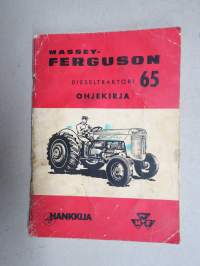 MASSEY-
FERGUSON
DIESELTRAKTORI 65
OHJEKIRJA
HANKKIJA